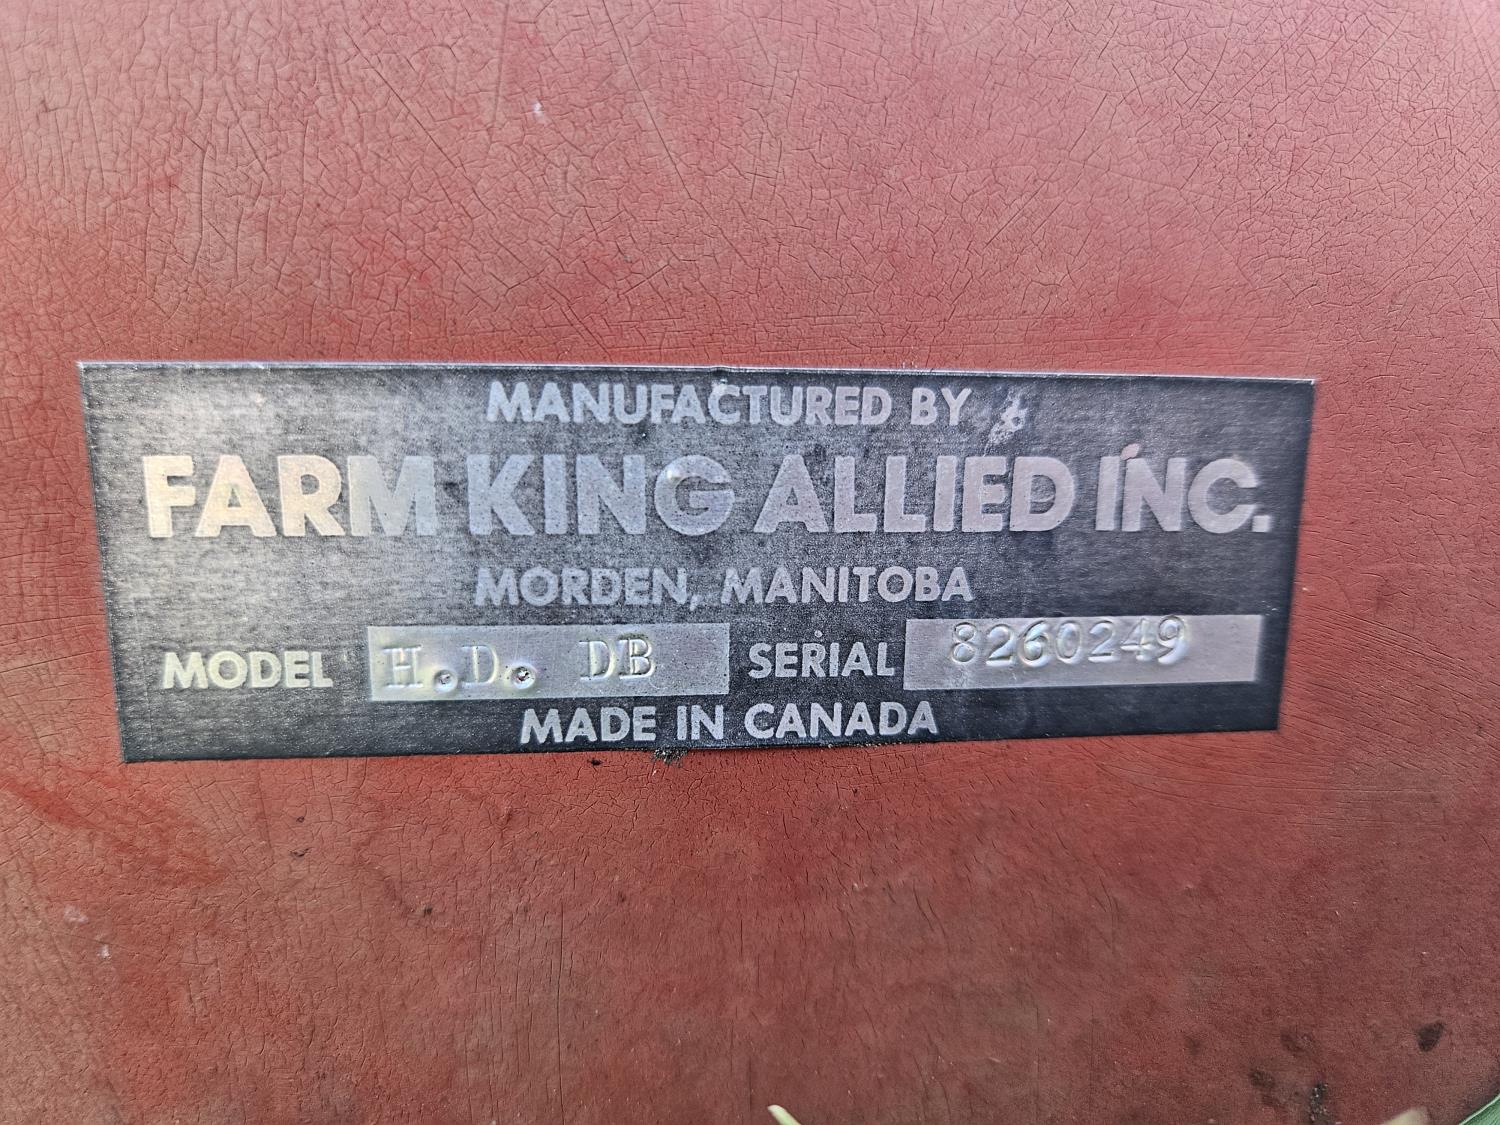 MANUFACTURED BY
FARM KING ALLIED INC.
MORDEN, MANITOBA
MODEL H.D. DB SERIAL 8260249
MADE IN CANADA